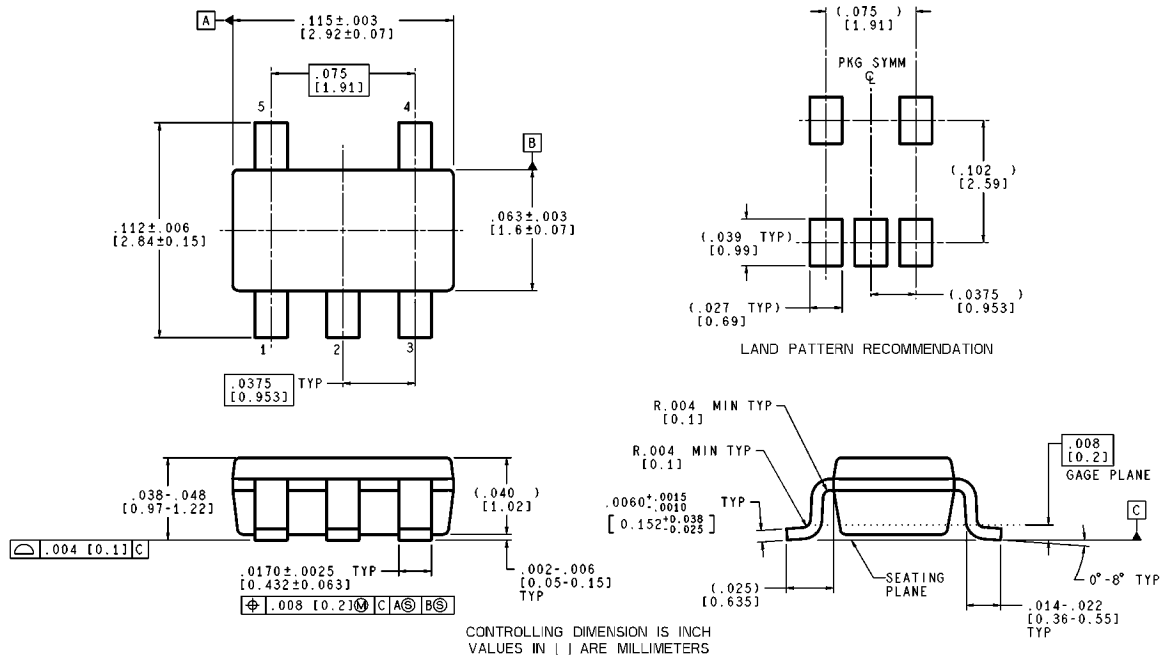 A
.115±.003
[2.92±0.07]
.075
[1.91]
5
4
B
.112±.006
[2.84±0.15]
.063±.003
[1.6±0.07]
1
2
3
.0375 TYP
[0.953]
(.075 )
[1.91]
PKG SYMM
℄
(.102 )
[2.59]
(.039 TYP)
[0.99]
(.027 TYP)
[0.69]
(.0375 )
[0.953]
LAND PATTERN RECOMMENDATION
.038-.048
[0.97-1.22]
(.040 )
[1.02]
⌓ .004 [0.1] C
.0170±.0025 TYP
[0.432±0.063]
⌖ .008 [0.2]Ⓜ C AⓈ BⓈ
.002-.006
[0.05-0.15]
TYP
R.004 MIN TYP
[0.1]
R.004 MIN TYP
[0.1]
.0060+.0015-.0010 TYP
[0.152+0.038-0.025]
.008
[0.2]
GAGE PLANE
C
0°-8° TYP
(.025)
[0.635]
SEATING
PLANE
.014-.022
[0.36-0.55]
TYP
CONTROLLING DIMENSION IS INCH
VALUES IN [ ] ARE MILLIMETERS